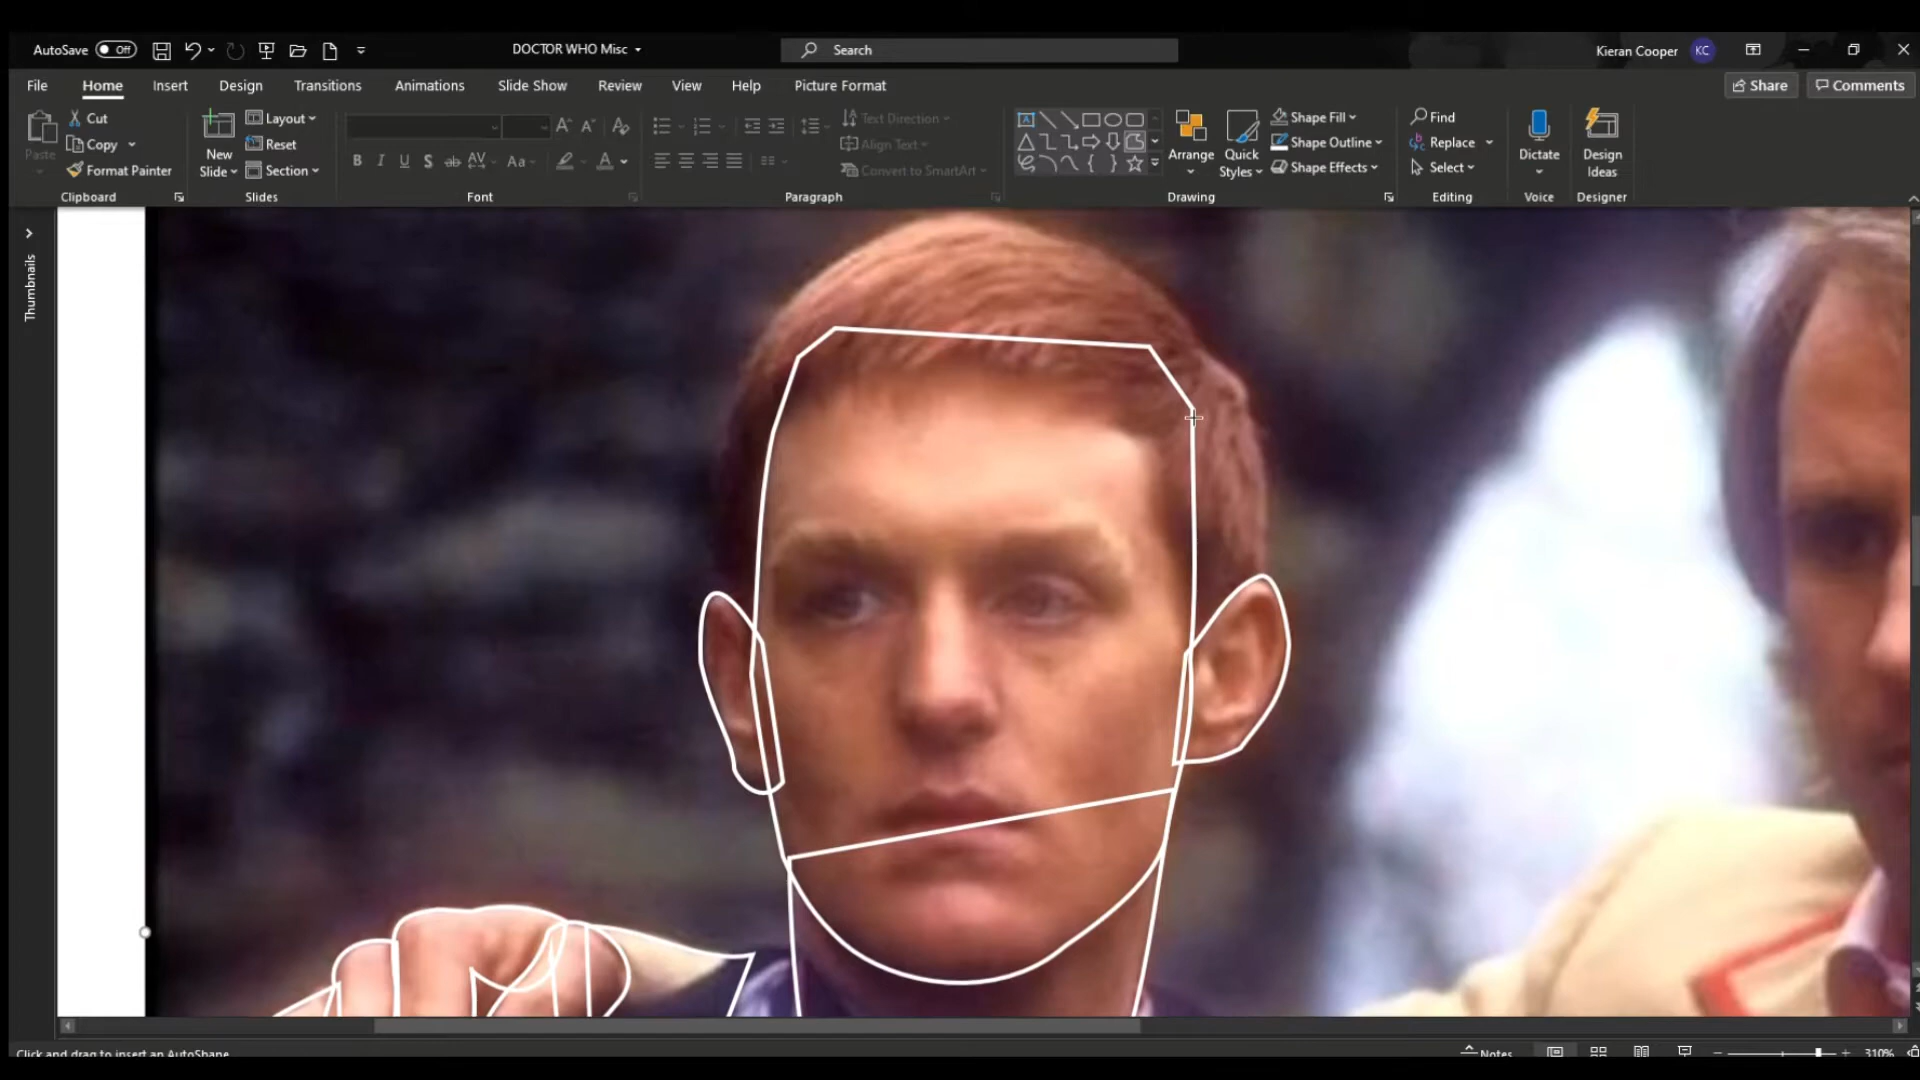 AutoSave Off DOCTOR WHO Misc Search Kieran Cooper KC
File Home Insert Design Transitions Animations Slide Show Review View Help Picture Format Share Comments
Paste Cut Copy Format Painter
Clipboard
New Slide Layout Reset Section
Slides
B I U S ab AV Aa A
Font
Text Direction
Align Text
Convert to SmartArt
Paragraph
Arrange Quick Styles Shape Fill Shape Outline Shape Effects
Drawing
Find
Replace
Select
Editing
Dictate
Voice
Design Ideas
Designer
Thumbnails
Click and drag to insert an AutoShape Notes 310%